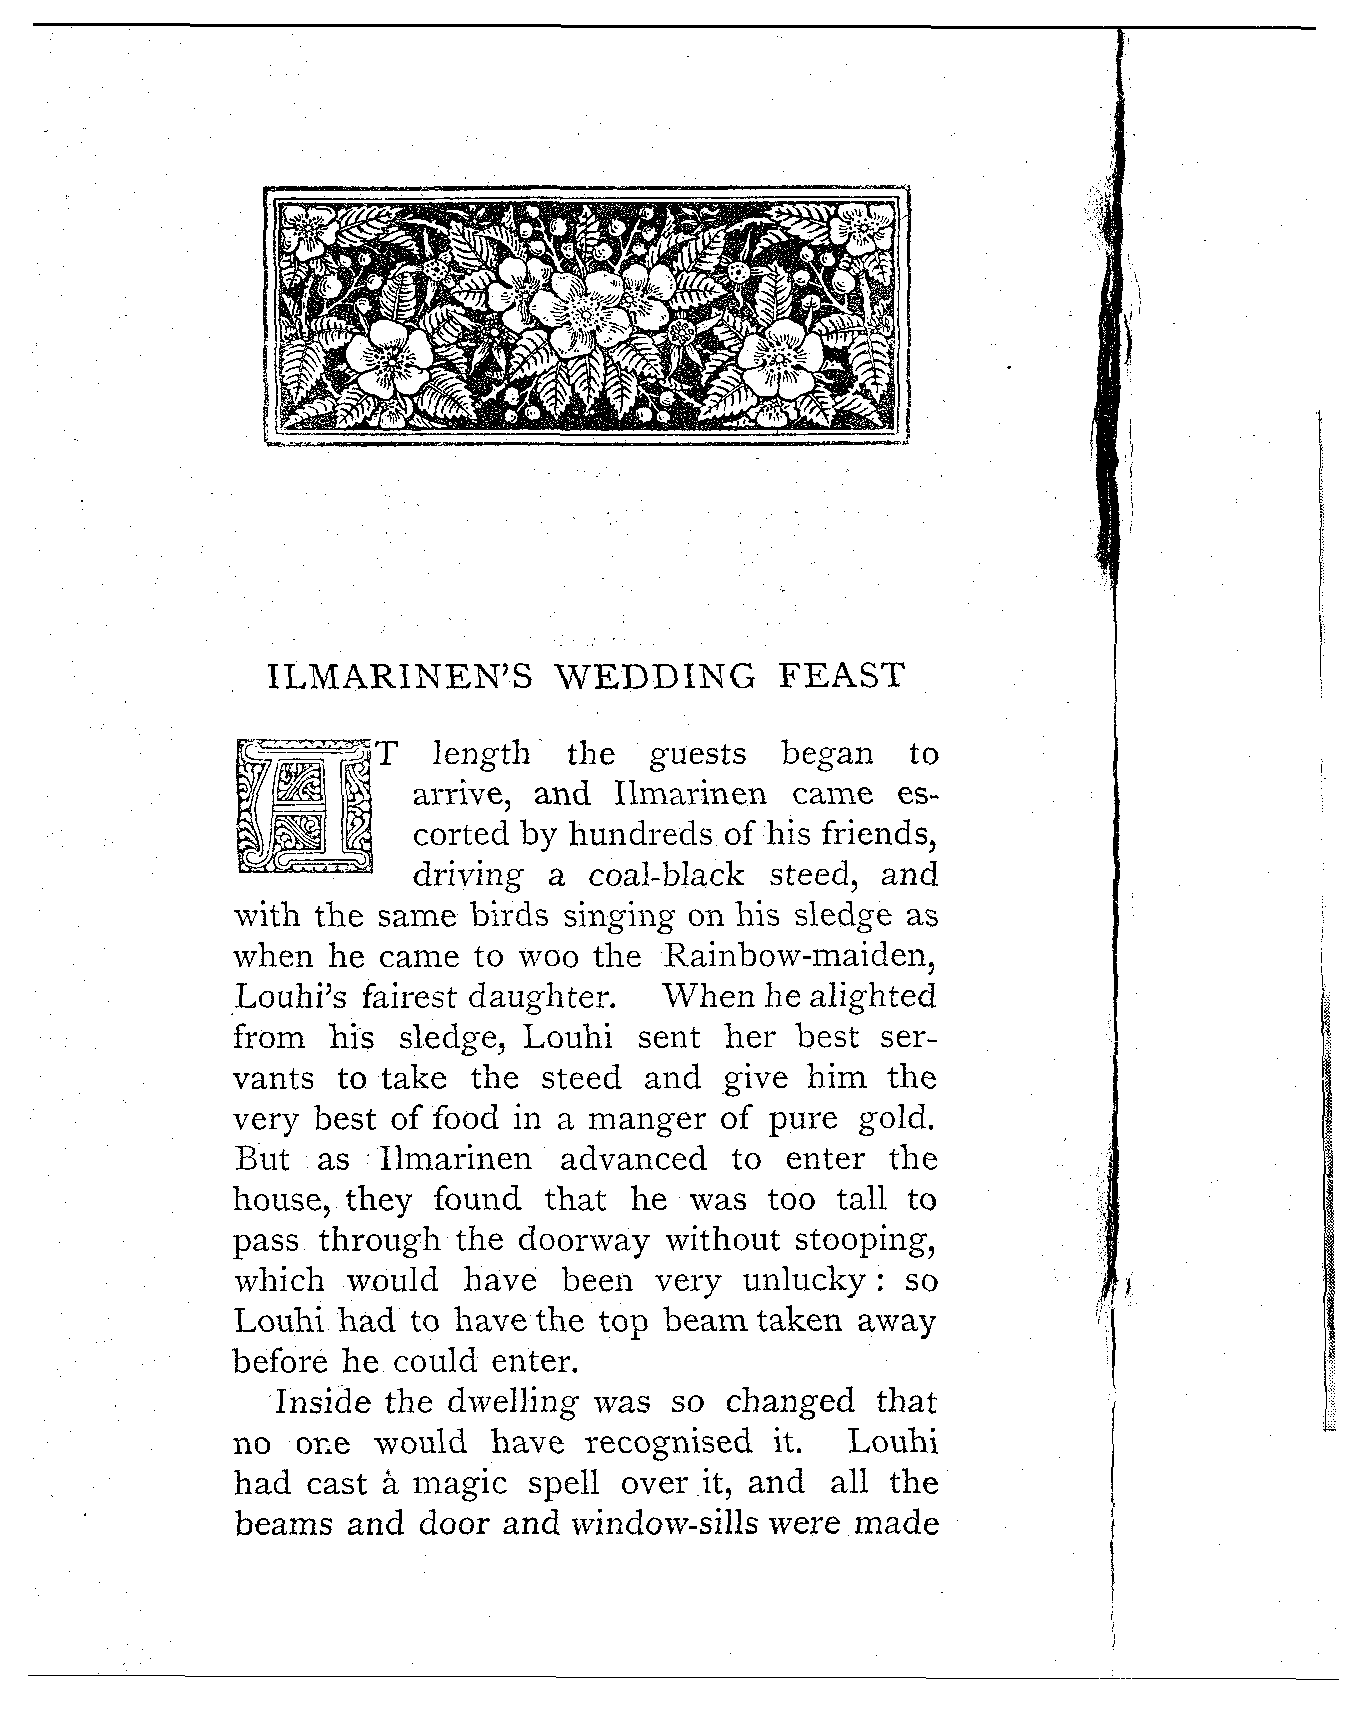 ILMARINEN'S WEDDING FEAST
AT length the guests began to
arrive, and Ilmarinen came es-
corted by hundreds of his friends,
driving a coal-black steed, and
with the same birds singing on his sledge as
when he came to woo the Rainbow-maiden,
Louhi's fairest daughter. When he alighted
from his sledge, Louhi sent her best ser-
vants to take the steed and give him the
very best of food in a manger of pure gold.
But as Ilmarinen advanced to enter the
house, they found that he was too tall to
pass through the doorway without stooping,
which would have been very unlucky: so
Louhi had to have the top beam taken away
before he could enter.
Inside the dwelling was so changed that
no one would have recognised it. Louhi
had cast a magic spell over it, and all the
beams and door and window-sills were made